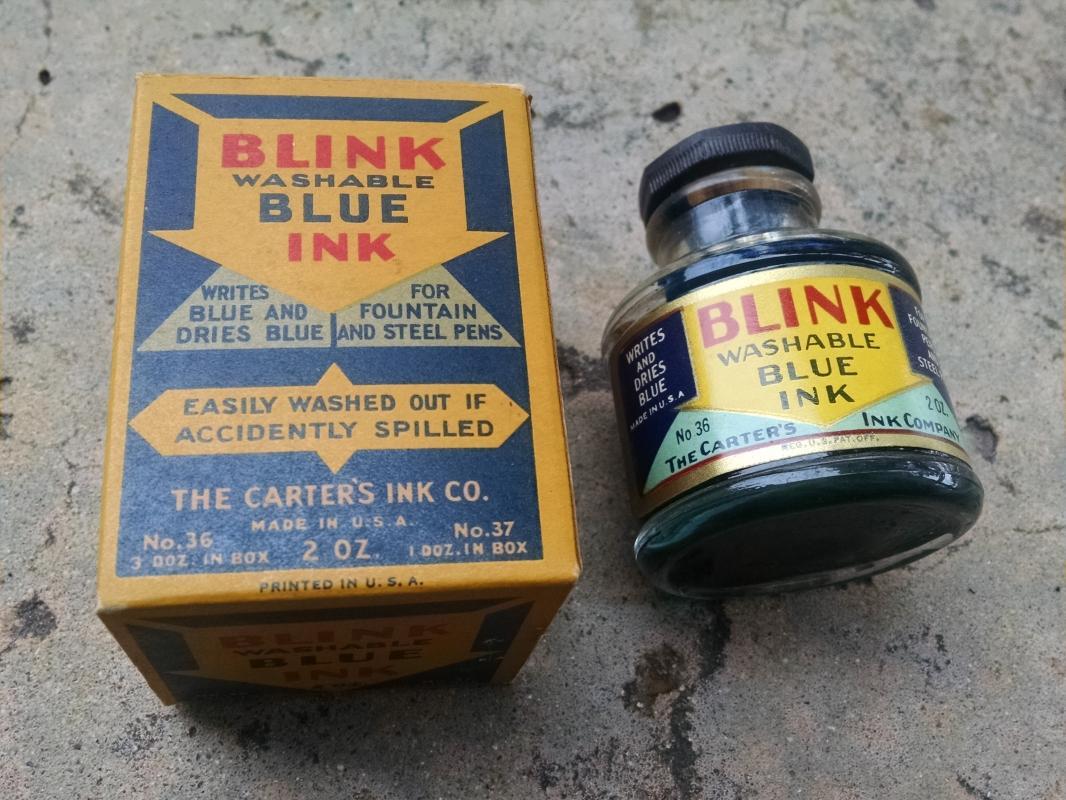 BLINK
WASHABLE
BLUE
INK
WRITES
BLUE AND
DRIES BLUE
FOR
FOUNTAIN
AND STEEL PENS
EASILY WASHED OUT IF
ACCIDENTLY SPILLED
THE CARTER'S INK CO.
MADE IN U.S.A.
No.36
3 DOZ. IN BOX
2 OZ.
No.37
1 DOZ. IN BOX
PRINTED IN U.S.A.
BLINK
WASHABLE
BLUE
INK
BLINK
WASHABLE
BLUE
INK
WRITES
AND
DRIES
BLUE
MADE IN U.S.A
No.36
THE CARTER'S INK COMPANY
REG.U.S.PAT.OFF.
2 OZ.